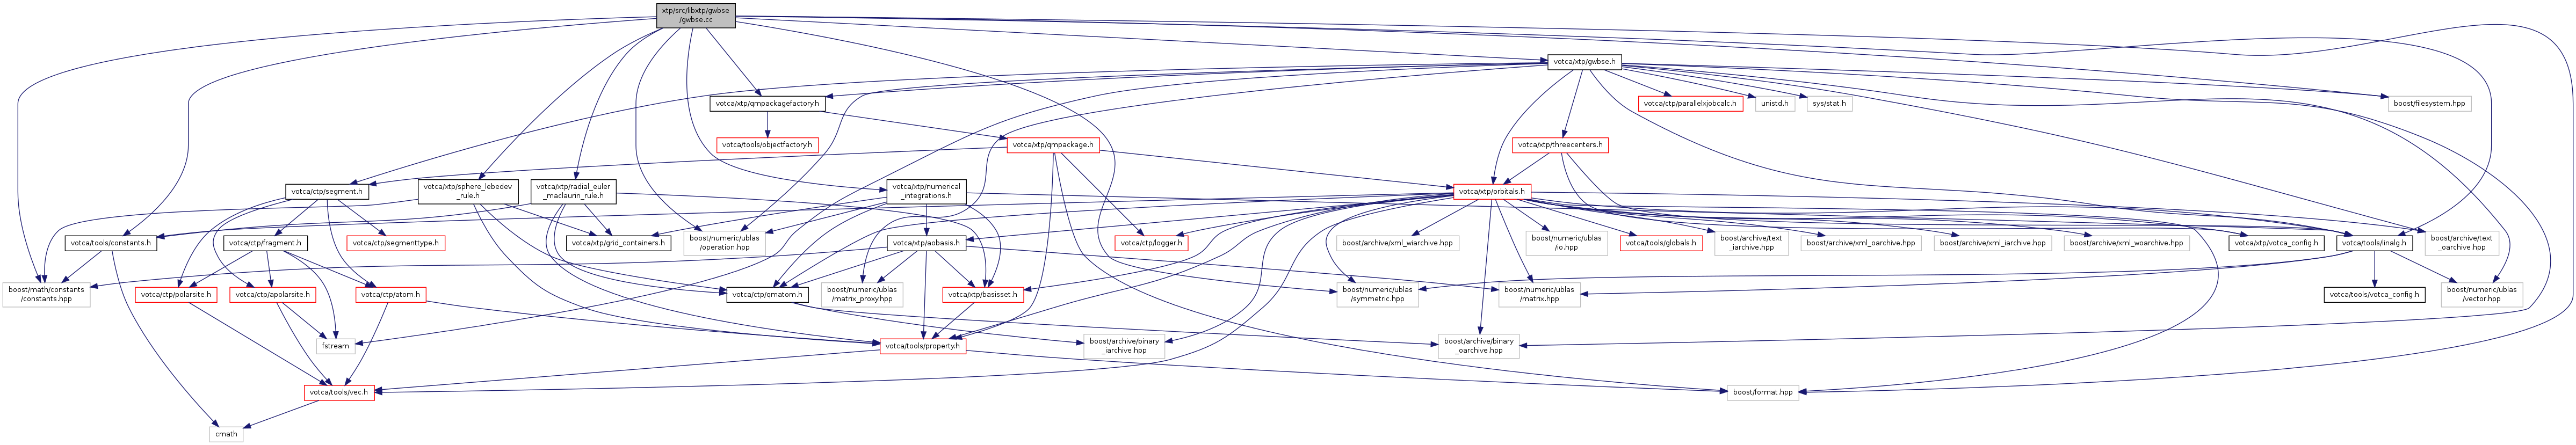 xtp/src/libxtp/gwbse
/gwbse.cc
votca/xtp/gwbse.h
votca/xtp/qmpackagefactory.h
votca/ctp/parallelxjobcalc.h
unistd.h
sys/stat.h
boost/filesystem.hpp
votca/tools/objectfactory.h
votca/xtp/qmpackage.h
votca/xtp/threecenters.h
votca/ctp/segment.h
votca/xtp/sphere_lebedev
_rule.h
votca/xtp/radial_euler
_maclaurin_rule.h
votca/xtp/numerical
_integrations.h
votca/xtp/orbitals.h
votca/tools/constants.h
votca/ctp/fragment.h
votca/ctp/segmenttype.h
votca/xtp/grid_containers.h
boost/numeric/ublas
/operation.hpp
votca/xtp/aobasis.h
votca/ctp/logger.h
boost/archive/xml_wiarchive.hpp
boost/numeric/ublas
/io.hpp
votca/tools/globals.h
boost/archive/text
_iarchive.hpp
boost/archive/xml_oarchive.hpp
boost/archive/xml_iarchive.hpp
boost/archive/xml_woarchive.hpp
votca/xtp/votca_config.h
votca/tools/linalg.h
boost/archive/text
_oarchive.hpp
boost/math/constants
/constants.hpp
votca/ctp/polarsite.h
votca/ctp/apolarsite.h
votca/ctp/atom.h
votca/ctp/qmatom.h
boost/numeric/ublas
/matrix_proxy.hpp
votca/xtp/basisset.h
boost/numeric/ublas
/symmetric.hpp
boost/numeric/ublas
/matrix.hpp
votca/tools/votca_config.h
boost/numeric/ublas
/vector.hpp
fstream
votca/tools/property.h
boost/archive/binary
_iarchive.hpp
boost/archive/binary
_oarchive.hpp
votca/tools/vec.h
boost/format.hpp
cmath